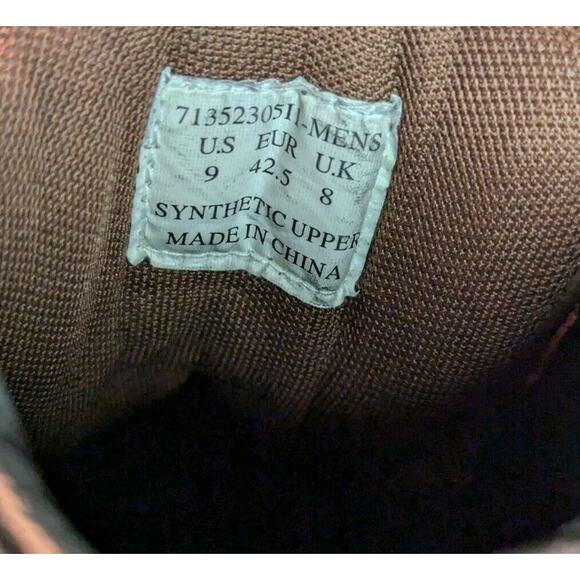 71352305II-MENS
U.S EUR U.K
9 42.5 8
SYNTHETIC UPPER
MADE IN CHINA